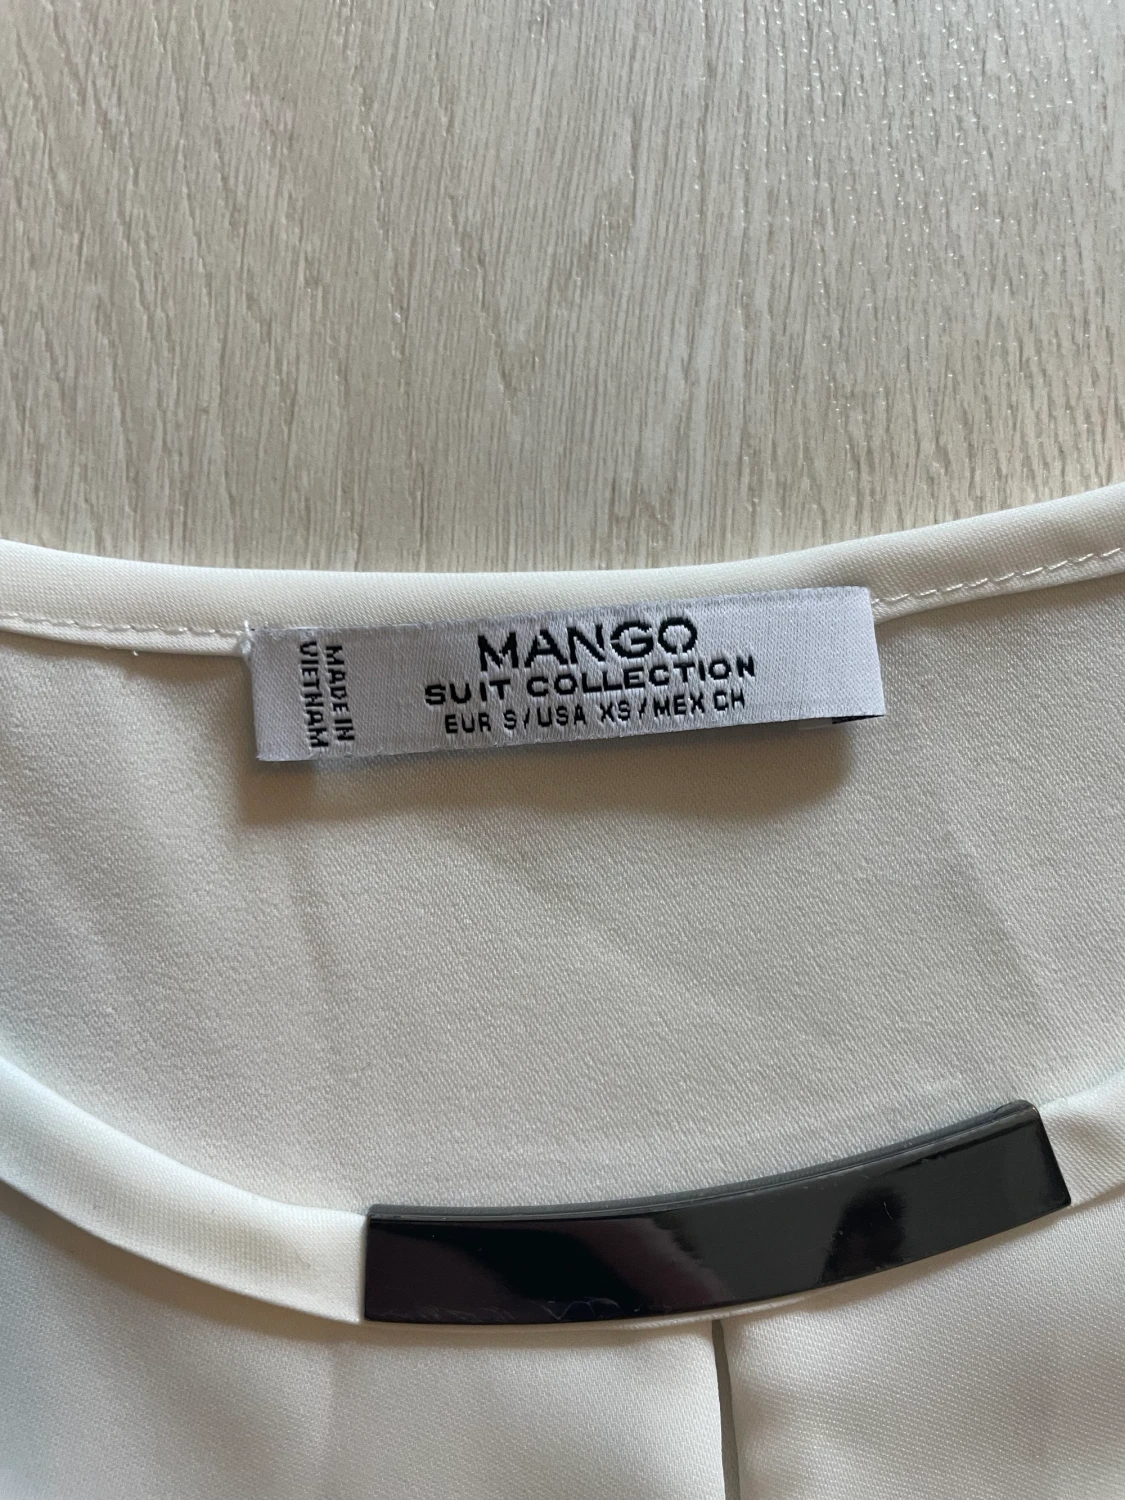 MANGO
SUIT COLLECTION
EUR S/USA XS/MEX CH
MADE IN
VIETNAM